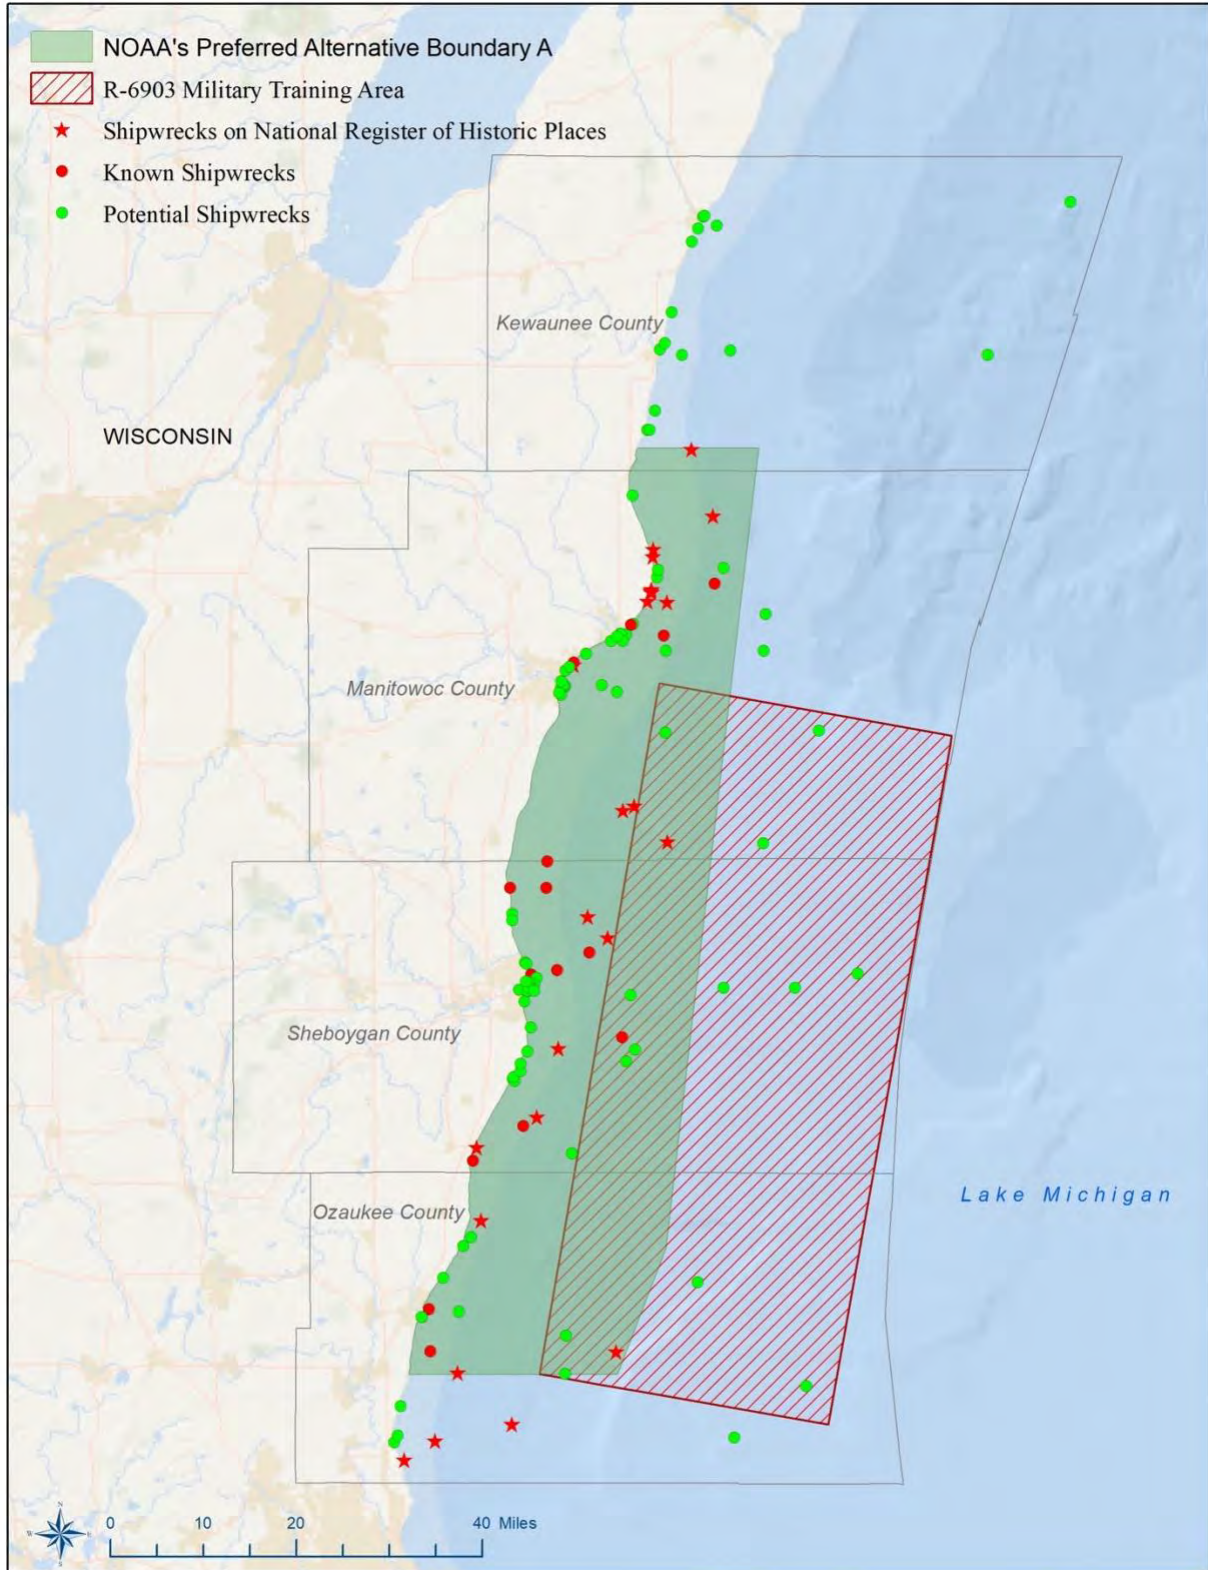 NOAA's Preferred Alternative Boundary A
R-6903 Military Training Area
Shipwrecks on National Register of Historic Places
Known Shipwrecks
Potential Shipwrecks
Kewaunee County
WISCONSIN
Manitowoc County
Sheboygan County
Lake Michigan
Ozaukee County
N
W E
S
0 10 20 40 Miles